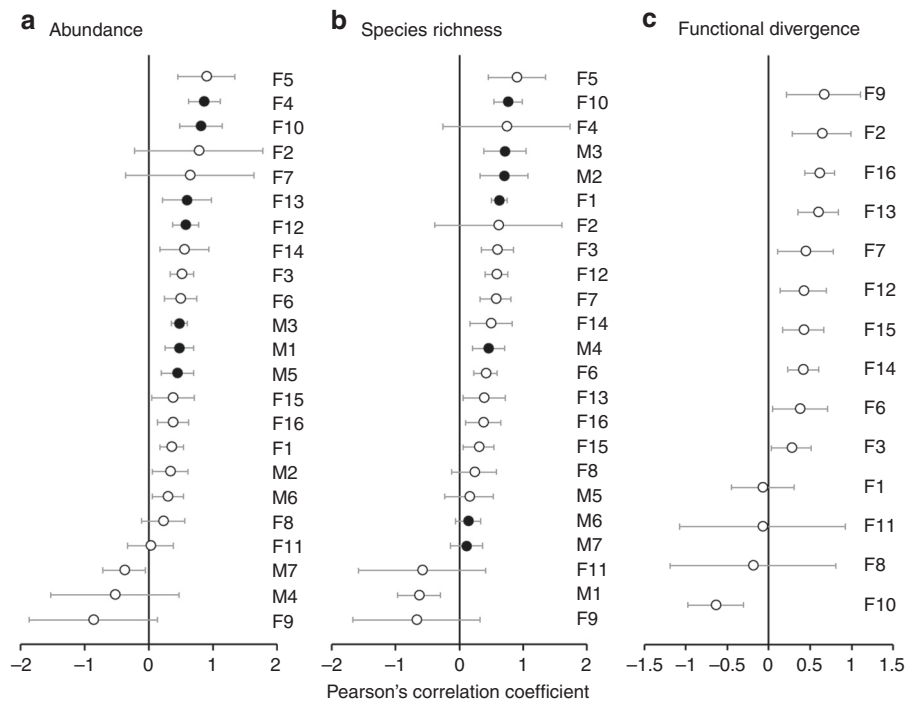 a Abundance
F5
F4
F10
F2
F7
F13
F12
F14
F3
F6
M3
M1
M5
F15
F16
F1
M2
M6
F8
F11
M7
M4
F9
−2 −1 0 1 2
b Species richness
F5
F10
F4
M3
M2
F1
F2
F3
F12
F7
F14
M4
F6
F13
F16
F15
F8
M5
M6
M7
F11
M1
F9
−2 −1 0 1 2
c Functional divergence
F9
F2
F16
F13
F7
F12
F15
F14
F6
F3
F1
F11
F8
F10
−1.5 −1 −0.5 0 0.5 1 1.5
Pearson's correlation coefficient